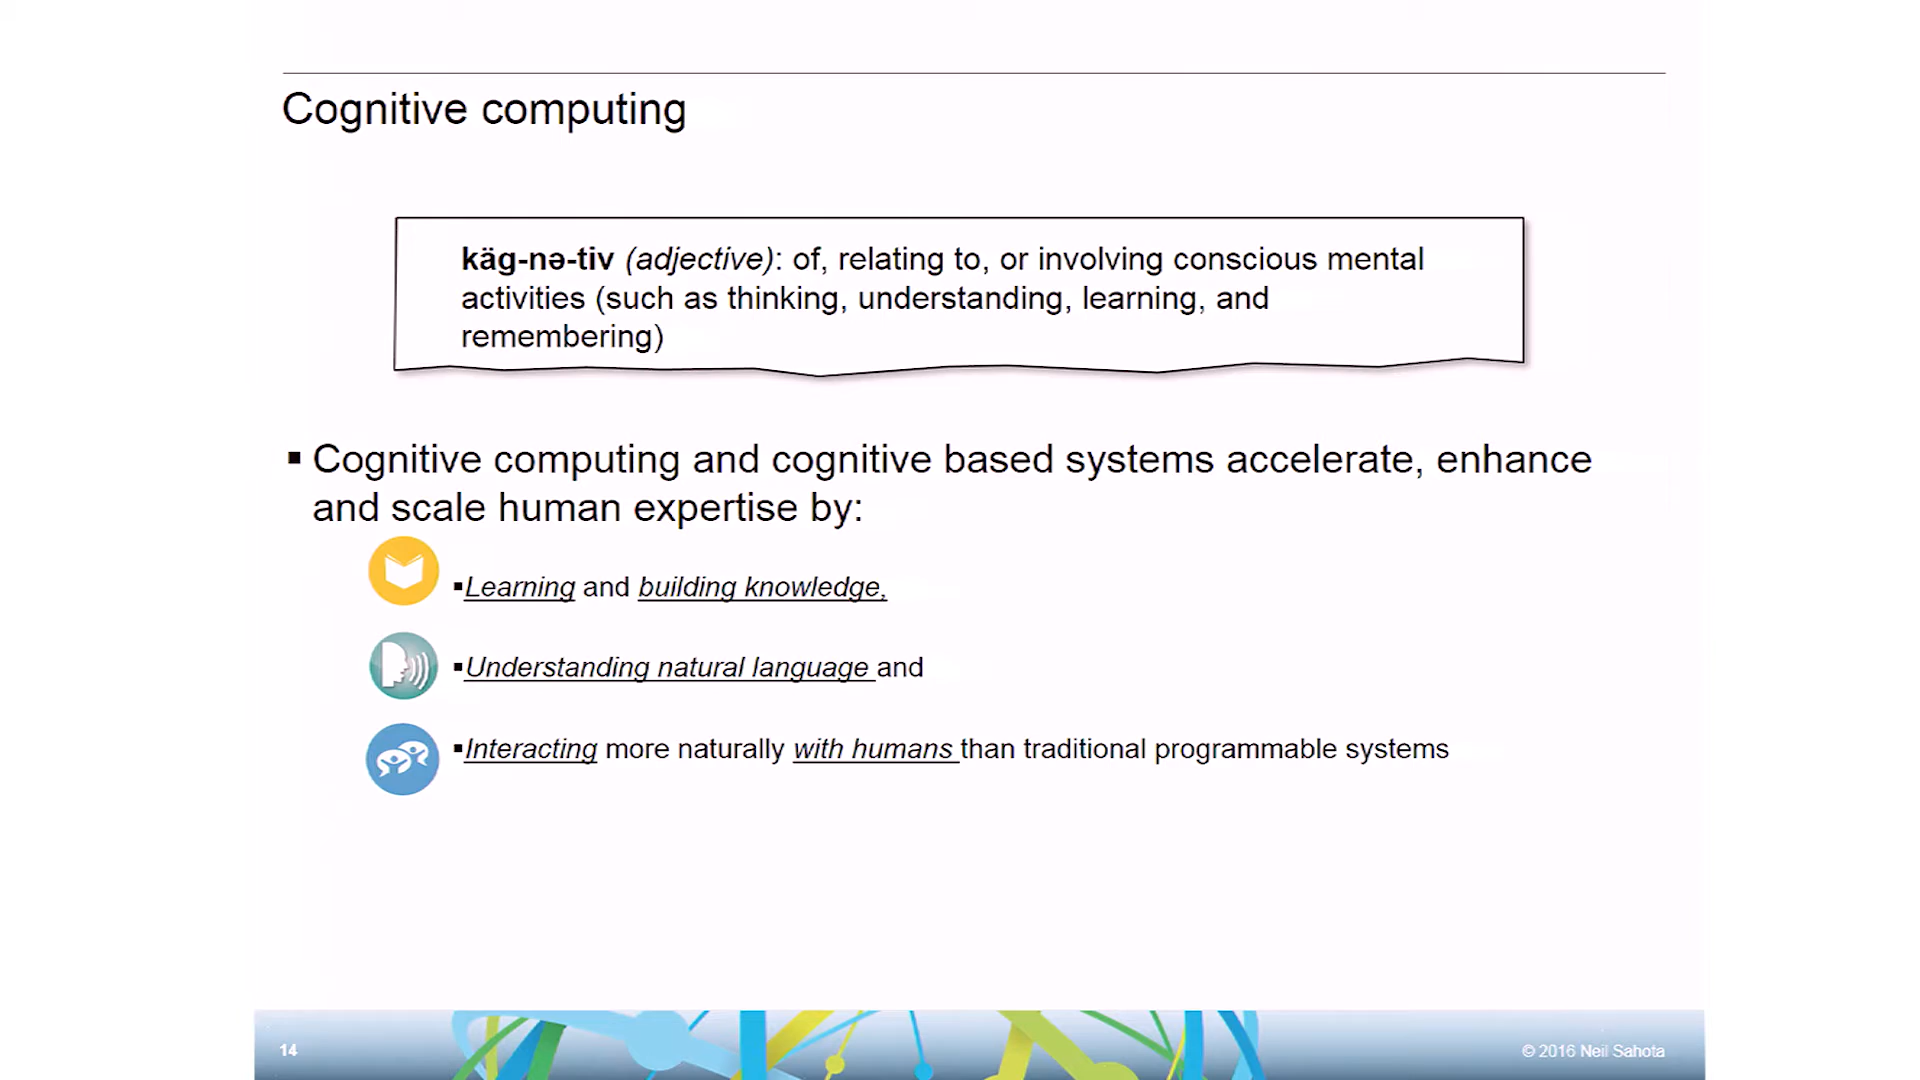 Cognitive computing
käg-nə-tiv (adjective): of, relating to, or involving conscious mental
activities (such as thinking, understanding, learning, and
remembering)
▪ Cognitive computing and cognitive based systems accelerate, enhance
and scale human expertise by:
▪Learning and building knowledge,
▪Understanding natural language and
▪Interacting more naturally with humans than traditional programmable systems
14
© 2016 Neil Sahota